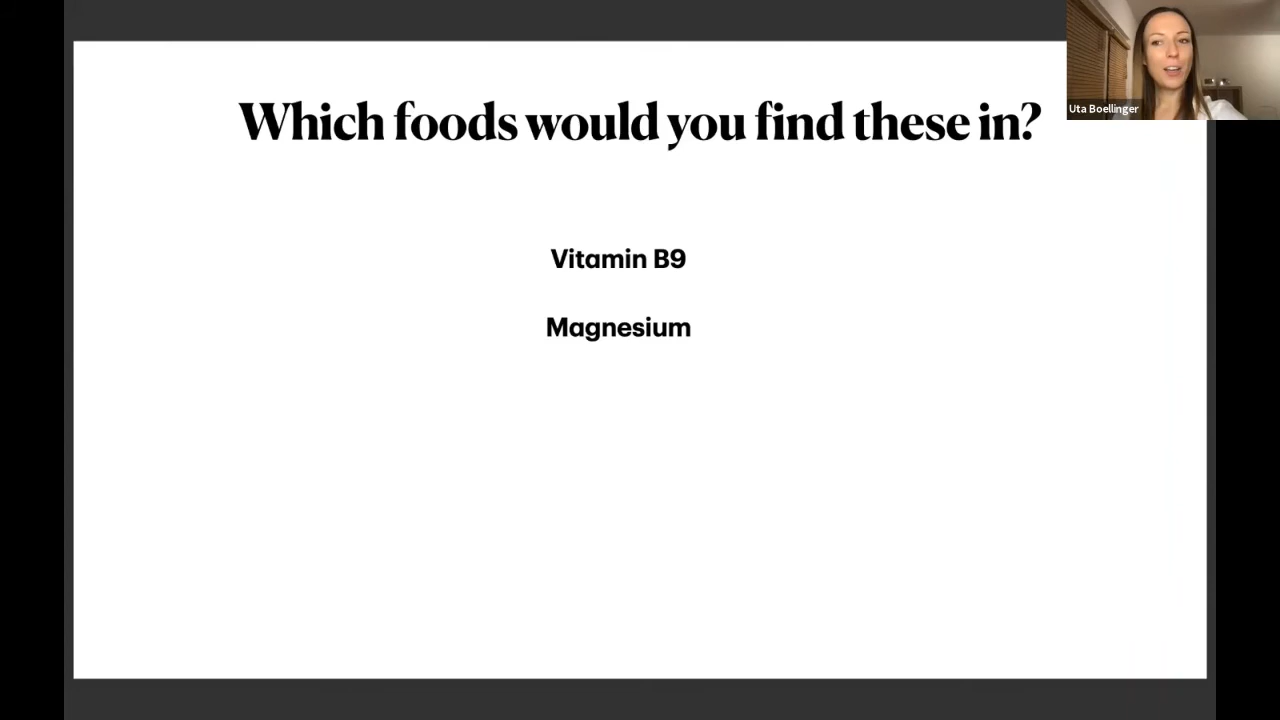 Which foods would you find these in?
Vitamin B9
Magnesium
Uta Boellinger